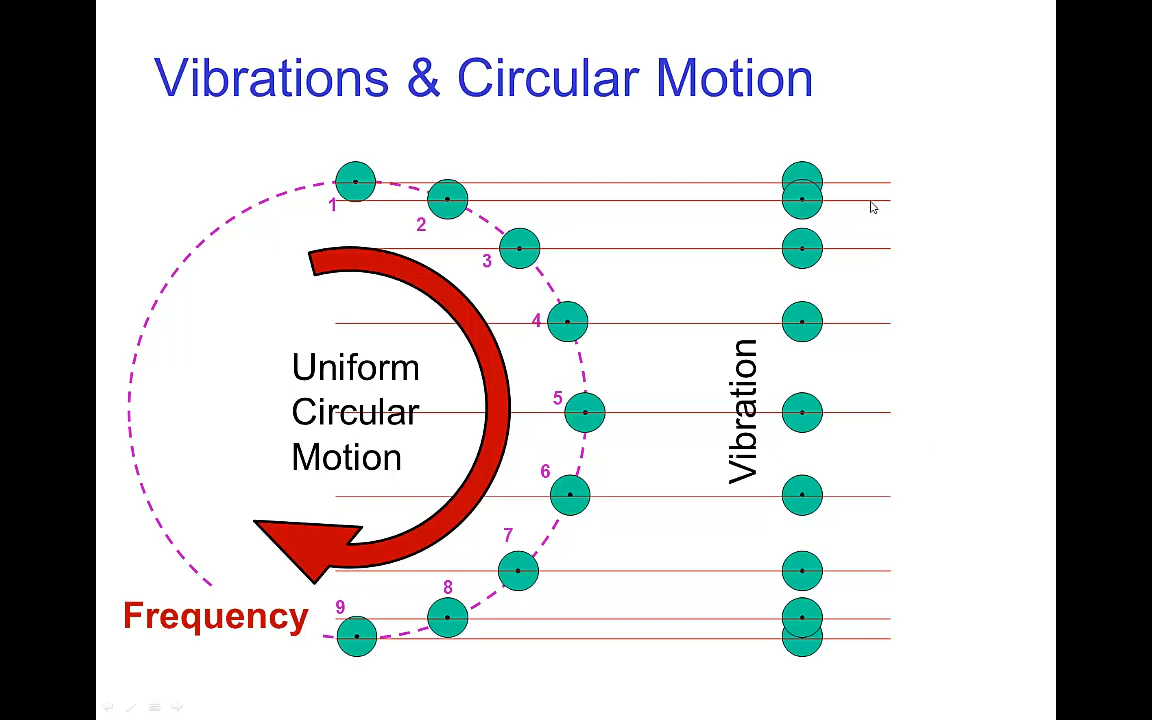 Vibrations & Circular Motion
1
2
3
4
Uniform
Circular
Motion
5
Vibration
6
7
8
9
Frequency